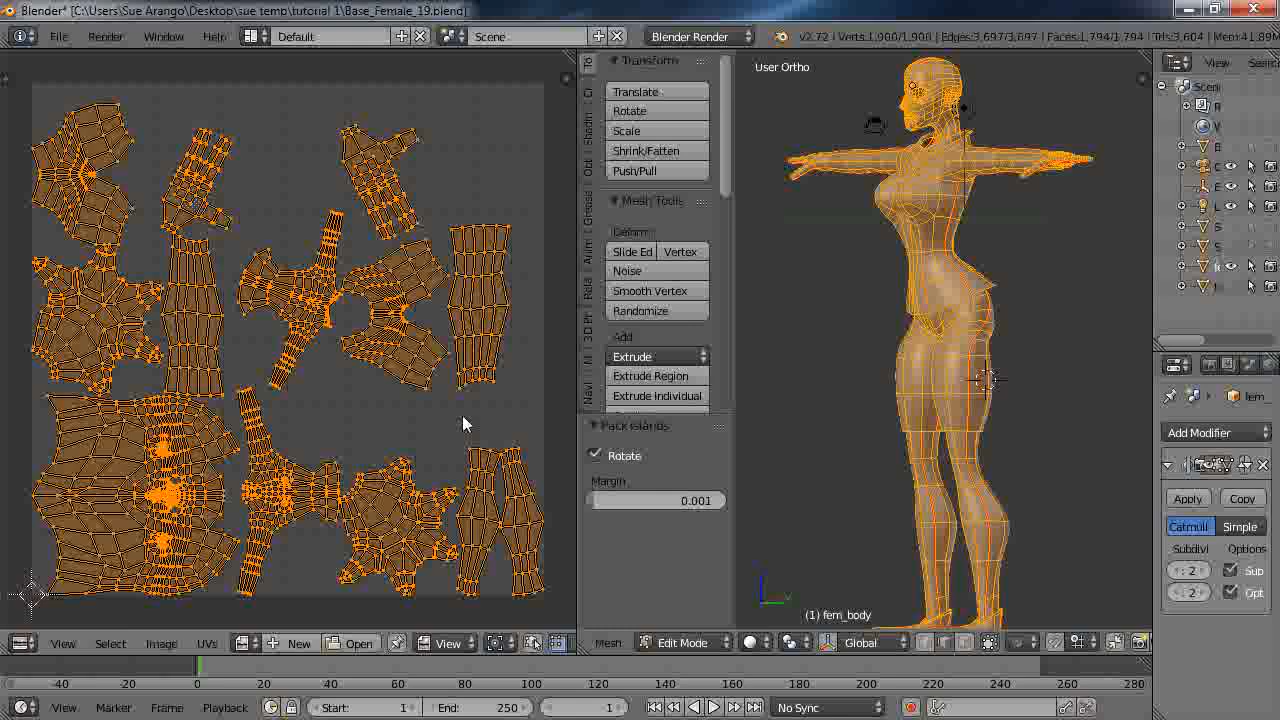 Blender* [C:\Users\Sue Arango\Desktop\sue temp\tutorial 1\Base_Female_19.blend]
File Render Window Help Default Scene Blender Render v2.72 | Verts:1,900/1,900 | Edges:3,697/3,697 | Faces:1,794/1,794 | Tris:3,604 | Mem:41.89M
Transform
Translate
Rotate
Scale
Shrink/Fatten
Push/Pull
Mesh Tools
Deform:
Slide Ed Vertex
Noise
Smooth Vertex
Randomize
Add:
Extrude
Extrude Region
Extrude Individual
Pack Islands
Rotate
Margin
0.001
User Ortho
(1) fem_body
View Search
Scen
R
C
E
L
S
S
fem_
Add Modifier
Apply Copy
Catmull Simple
Subdivi Options
: 2 Sup
: 2 Opt
View Select Image UVs New Open View
Mesh Edit Mode Global
-40 -20 0 20 40 60 80 100 120 140 160 180 200 220 240 260 280
View Marker Frame Playback Start: 1 End: 250 1 No Sync